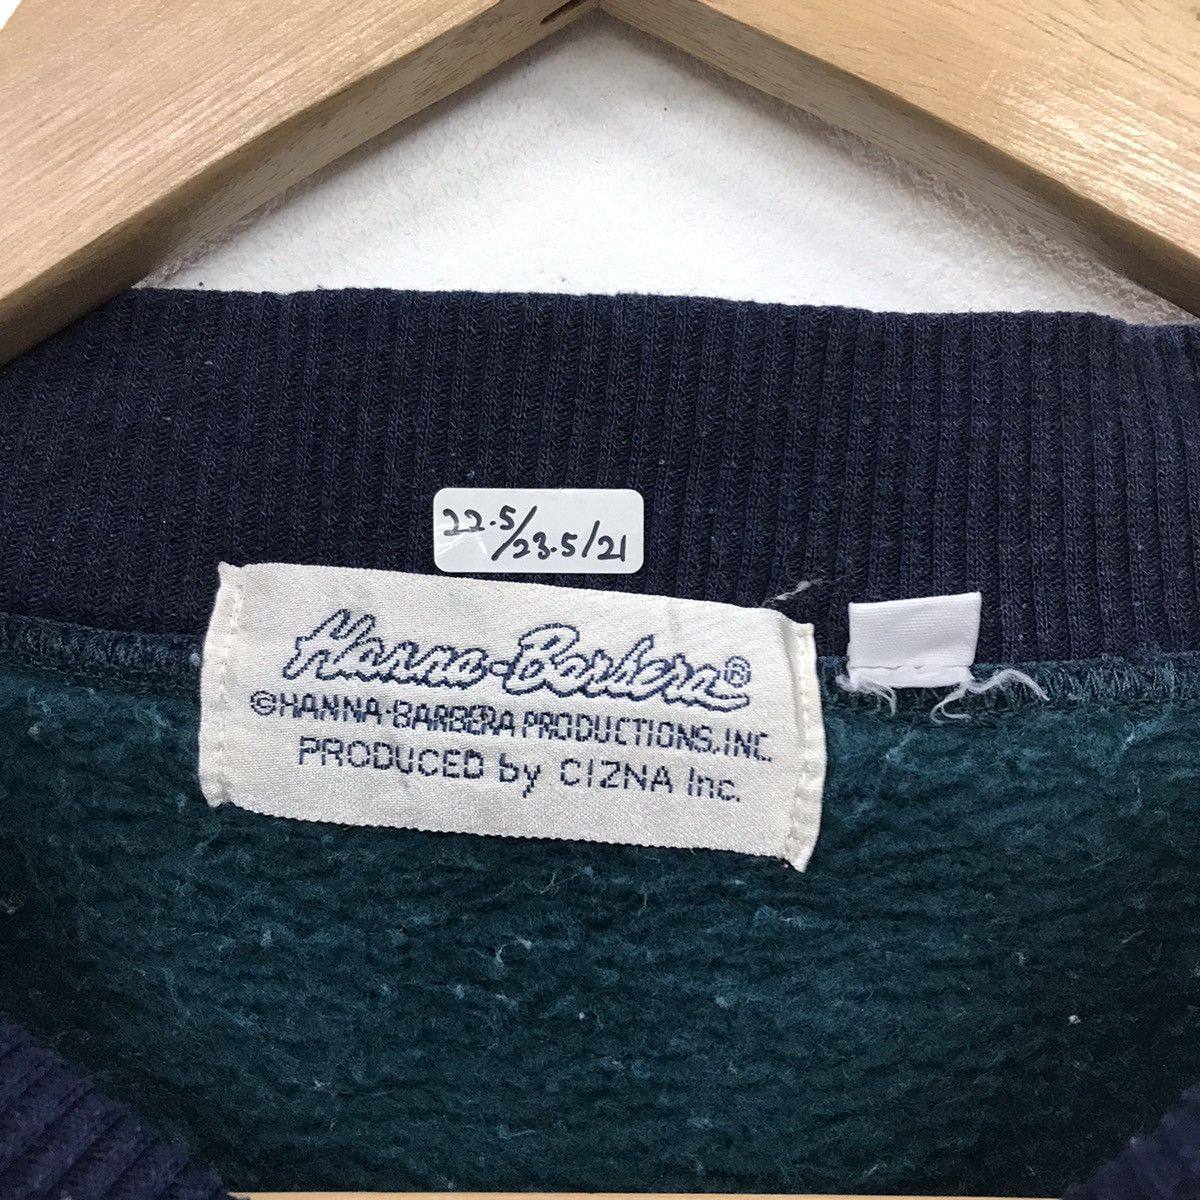 22.5/23.5/21
Hanna-Barbera®
©HANNA-BARBERA PRODUCTIONS, INC.
PRODUCED by CIZNA Inc.